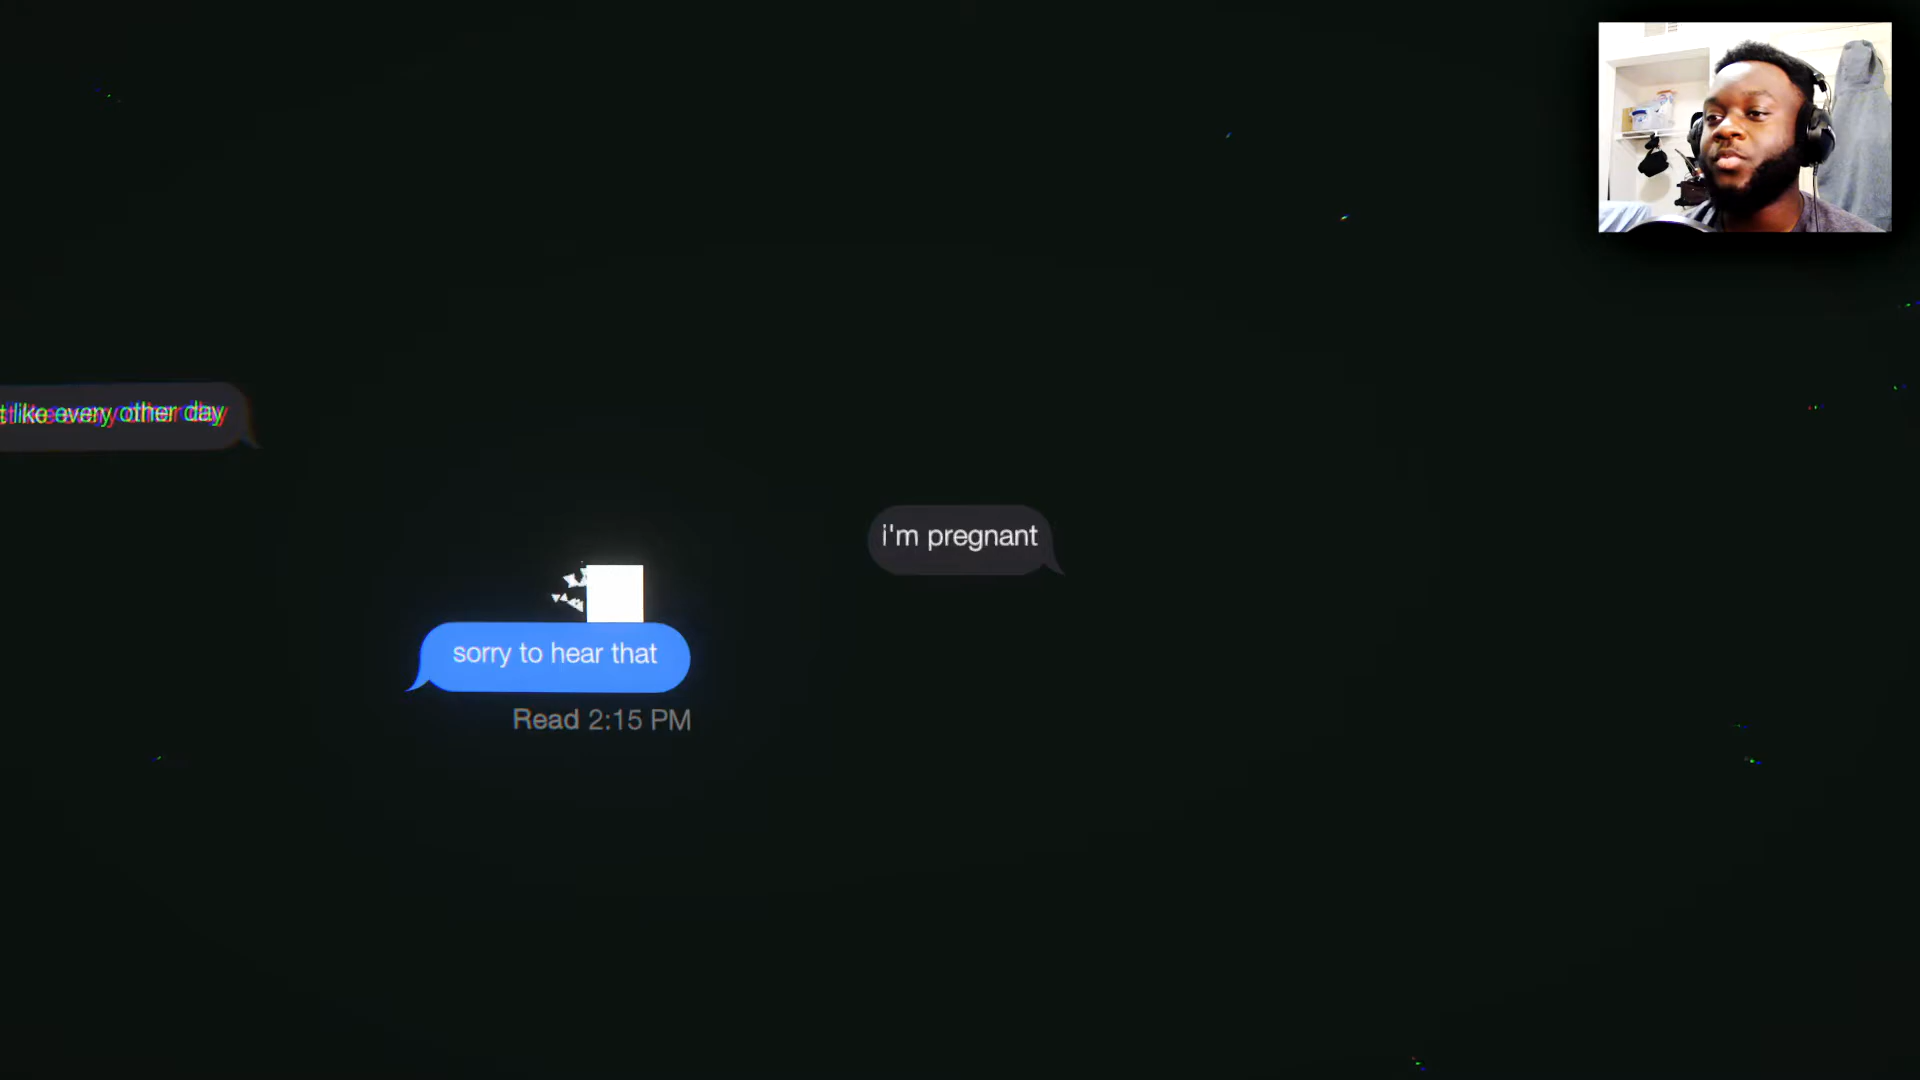 like every other day
i'm pregnant
sorry to hear that
Read 2:15 PM